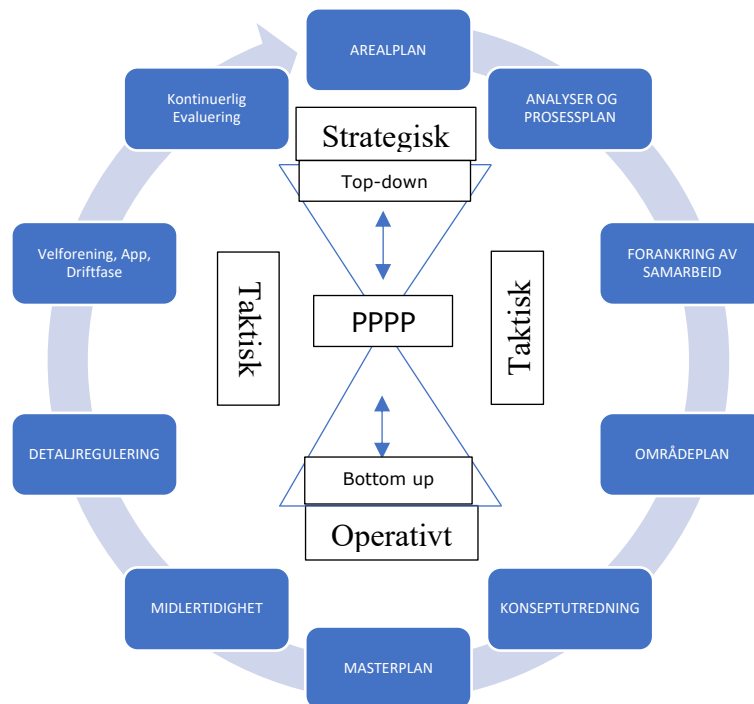 AREALPLAN
ANALYSER OG
PROSESSPLAN
FORANKRING AV
SAMARBEID
OMRÅDEPLAN
KONSEPTUTREDNING
MASTERPLAN
MIDLERTIDIGHET
DETALJREGULERING
Velforening, App,
Driftfase
Kontinuerlig
Evaluering
Strategisk
Top-down
Taktisk
PPPP
Taktisk
Bottom up
Operativt